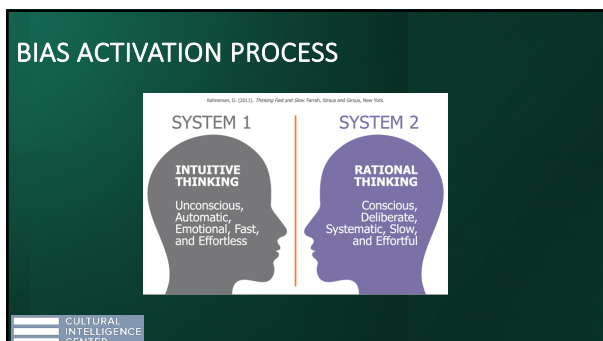 BIAS ACTIVATION PROCESS
Kahneman, D. (2011). Thinking Fast and Slow. Farrah, Straus and Giroux, New York.
SYSTEM 1
INTUITIVE
THINKING
Unconscious,
Automatic,
Emotional, Fast,
and Effortless
SYSTEM 2
RATIONAL
THINKING
Conscious,
Deliberate,
Systematic, Slow,
and Effortful
CULTURAL
INTELLIGENCE
CENTER